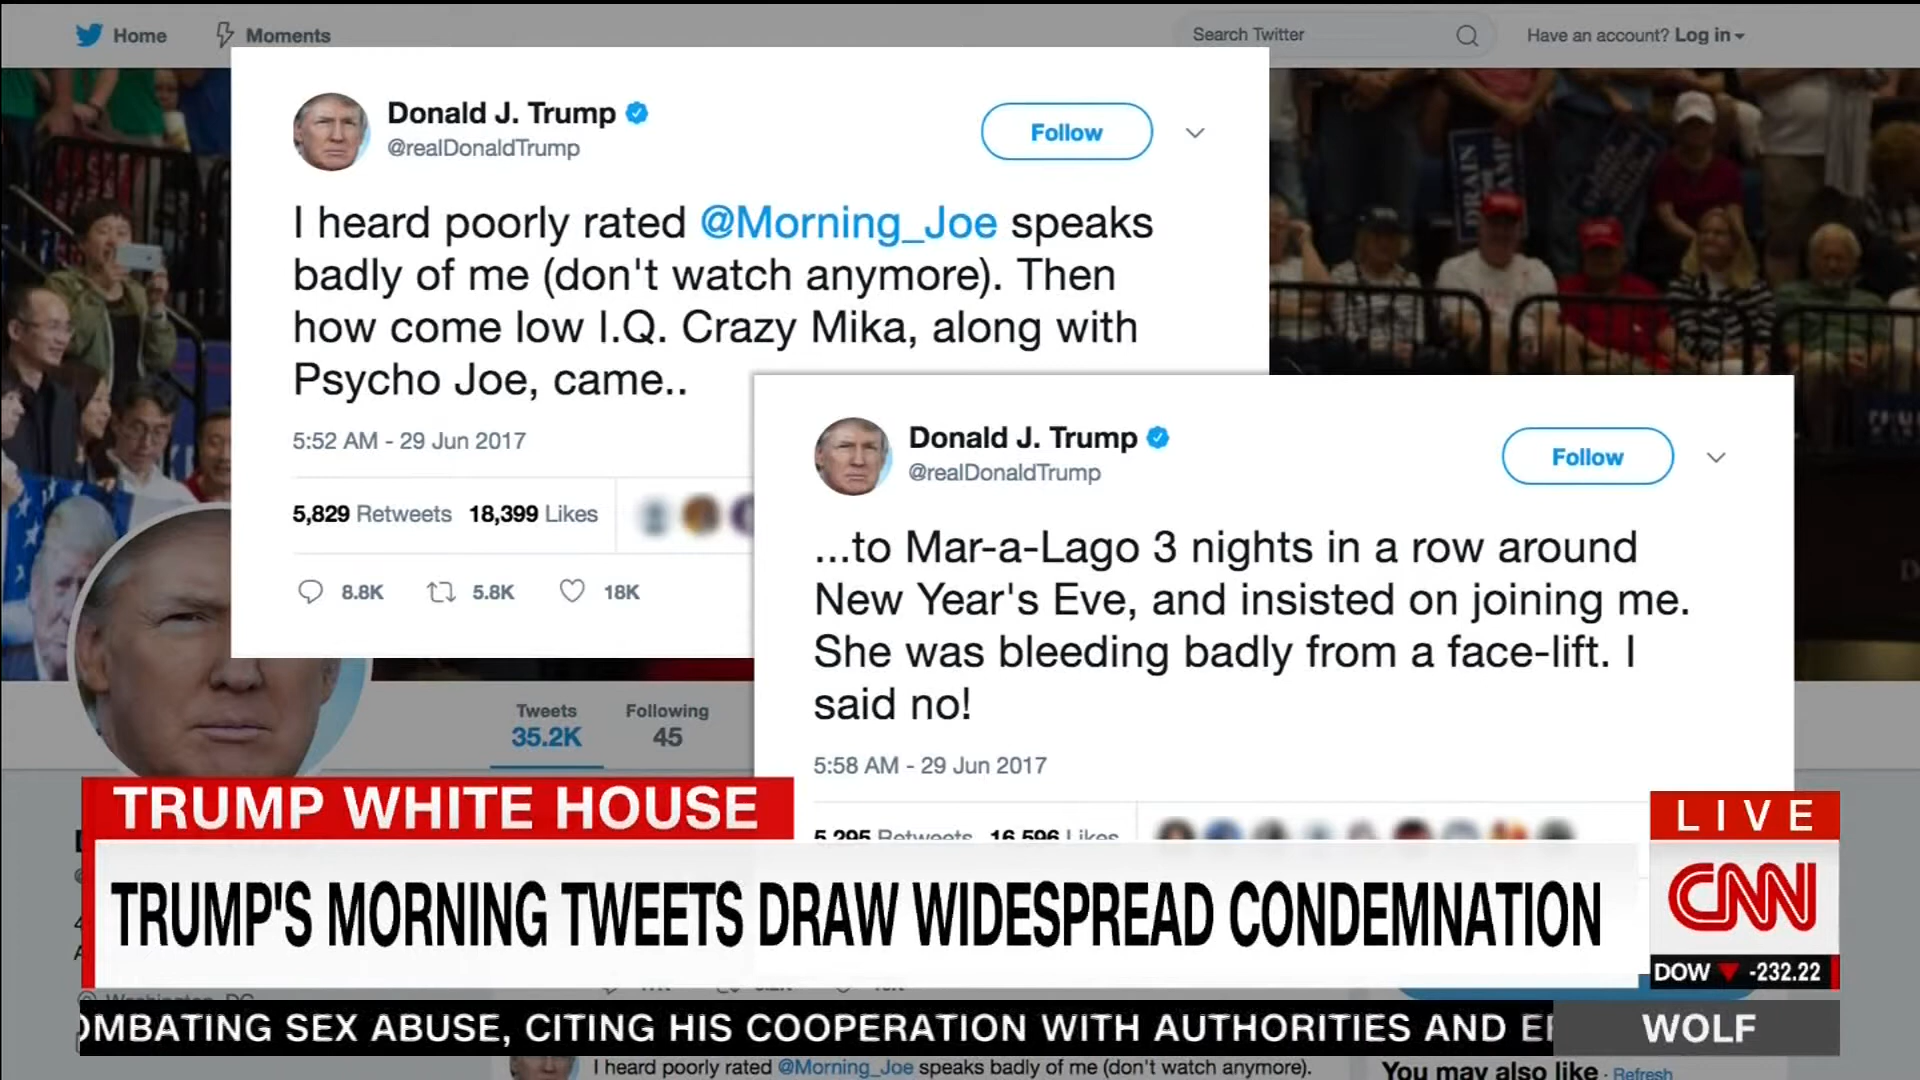 Home Moments Search Twitter Have an account? Log in
Donald J. Trump
@realDonaldTrump
Follow
I heard poorly rated @Morning_Joe speaks
badly of me (don't watch anymore). Then
how come low I.Q. Crazy Mika, along with
Psycho Joe, came..
5:52 AM - 29 Jun 2017
5,829 Retweets 18,399 Likes
8.8K 5.8K 18K
Donald J. Trump
@realDonaldTrump
Follow
...to Mar-a-Lago 3 nights in a row around
New Year's Eve, and insisted on joining me.
She was bleeding badly from a face-lift. I
said no!
5:58 AM - 29 Jun 2017
5,295 Retweets 16,596 Likes
DRAIN
Tweets Following
35.2K 45
TRUMP WHITE HOUSE
TRUMP'S MORNING TWEETS DRAW WIDESPREAD CONDEMNATION
LIVE
CNN
DOW -232.22
Washington, DC
OMBATING SEX ABUSE, CITING HIS COOPERATION WITH AUTHORITIES AND
WOLF
I heard poorly rated @Morning_Joe speaks badly of me (don't watch anymore).
You may also like · Refresh